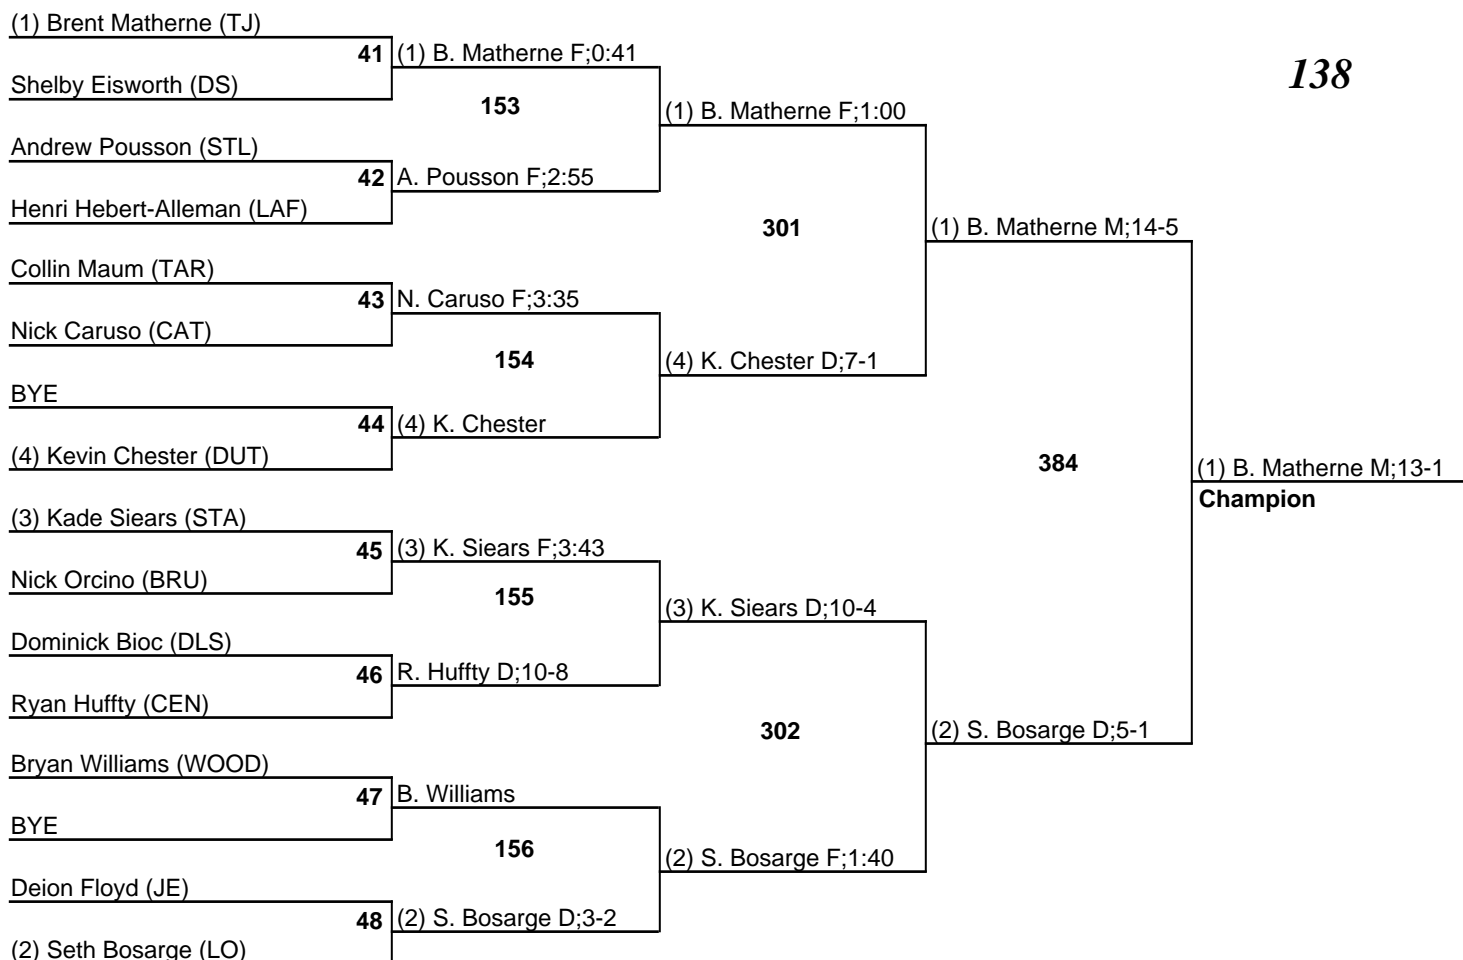 (1) Brent Matherne (TJ)
41
(1) B. Matherne F;0:41
138
Shelby Eisworth (DS)
153
(1) B. Matherne F;1:00
Andrew Pousson (STL)
42
A. Pousson F;2:55
Henri Hebert-Alleman (LAF)
301
(1) B. Matherne M;14-5
Collin Maum (TAR)
43
N. Caruso F;3:35
Nick Caruso (CAT)
154
(4) K. Chester D;7-1
BYE
44
(4) K. Chester
(4) Kevin Chester (DUT)
384
(1) B. Matherne M;13-1
Champion
(3) Kade Siears (STA)
45
(3) K. Siears F;3:43
Nick Orcino (BRU)
155
(3) K. Siears D;10-4
Dominick Bioc (DLS)
46
R. Huffty D;10-8
Ryan Huffty (CEN)
302
(2) S. Bosarge D;5-1
Bryan Williams (WOOD)
47
B. Williams
BYE
156
(2) S. Bosarge F;1:40
Deion Floyd (JE)
48
(2) S. Bosarge D;3-2
(2) Seth Bosarge (LO)